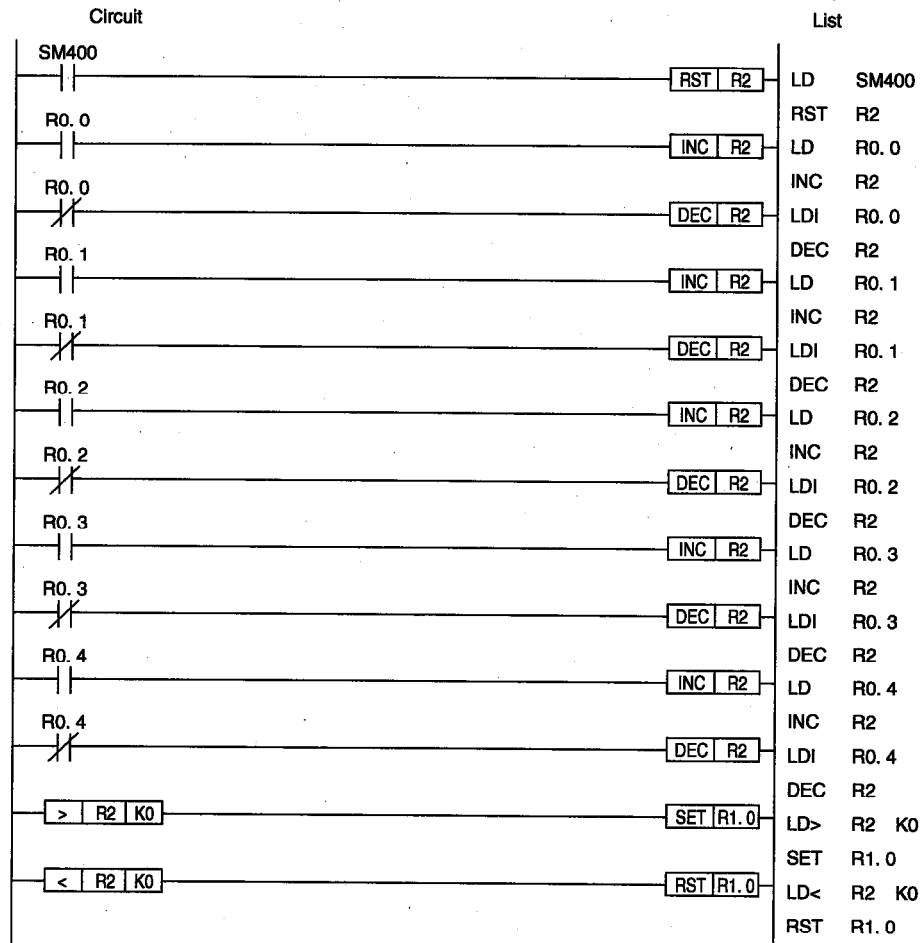 Circuit
List
SM400
RST R2
LD SM400
RST R2
R0. 0
INC R2
LD R0. 0
INC R2
R0. 0
DEC R2
LDI R0. 0
DEC R2
R0. 1
INC R2
LD R0. 1
INC R2
R0. 1
DEC R2
LDI R0. 1
DEC R2
R0. 2
INC R2
LD R0. 2
INC R2
R0. 2
DEC R2
LDI R0. 2
DEC R2
R0. 3
INC R2
LD R0. 3
INC R2
R0. 3
DEC R2
LDI R0. 3
DEC R2
R0. 4
INC R2
LD R0. 4
INC R2
R0. 4
DEC R2
LDI R0. 4
DEC R2
> R2 K0
SET R1. 0
LD> R2 K0
SET R1. 0
< R2 K0
RST R1. 0
LD< R2 K0
RST R1. 0